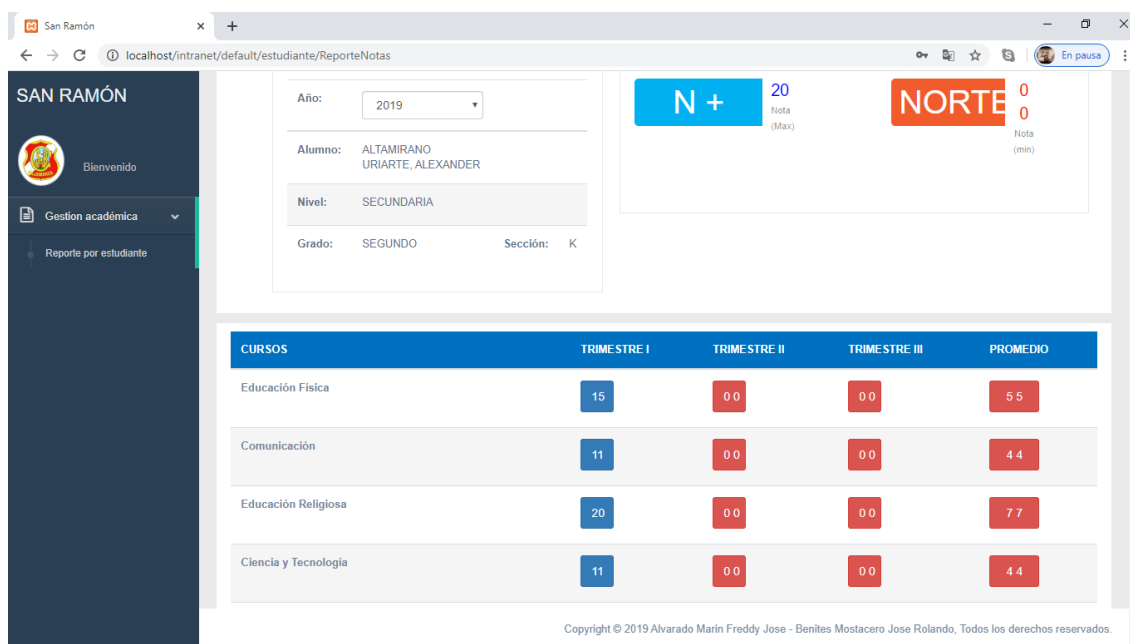 San Ramón
localhost/intranet/default/estudiante/ReporteNotas
En pausa
SAN RAMÓN
Bienvenido
Gestion académica
Reporte por estudiante
Año: 2019
Alumno: ALTAMIRANO
URIARTE, ALEXANDER
Nivel: SECUNDARIA
Grado: SEGUNDO Sección: K
N + 20
Nota
(Max)
NORTE 0
0
Nota
(min)
CURSOS TRIMESTRE I TRIMESTRE II TRIMESTRE III PROMEDIO
Educación Física 15 0 0 0 0 5 5
Comunicación 11 0 0 0 0 4 4
Educación Religiosa 20 0 0 0 0 7 7
Ciencia y Tecnología 11 0 0 0 0 4 4
Copyright © 2019 Alvarado Marin Freddy Jose - Benites Mostacero Jose Rolando, Todos los derechos reservados.